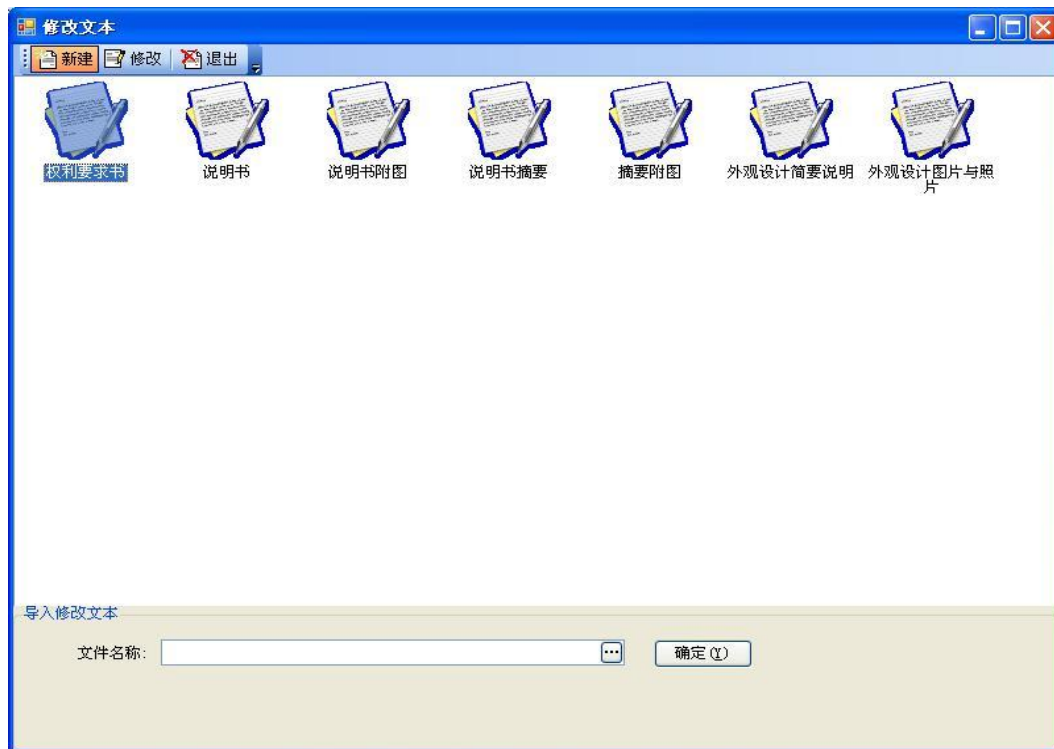 修改文本
新建 修改 退出
权利要求书 说明书 说明书附图 说明书摘要 摘要附图 外观设计简要说明 外观设计图片与照
片
导入修改文本
文件名称: ... 确定(Y)